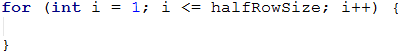 for (int i = 1; i <= halfRowSize; i++) {
}